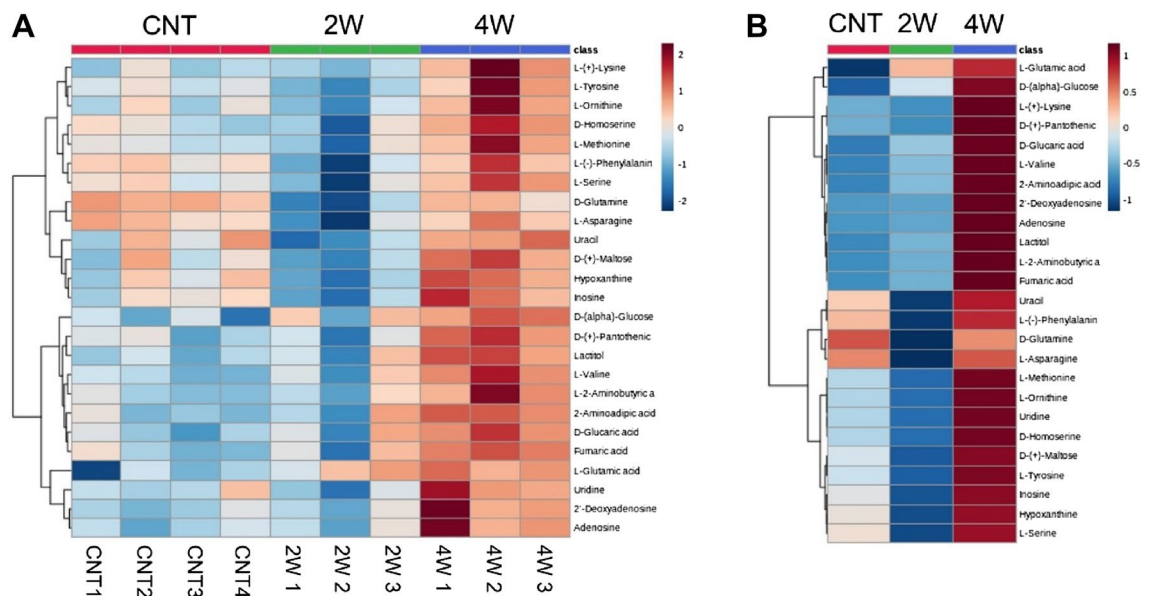 A
CNT 2W 4W
class
L-(+)-Lysine
L-Tyrosine
L-Ornithine
D-Homoserine
L-Methionine
L-(-)-Phenylalanin
L-Serine
D-Glutamine
L-Asparagine
Uracil
D-(+)-Maltose
Hypoxanthine
Inosine
D-(alpha)-Glucose
D-(+)-Pantothenic
Lactitol
L-Valine
L-2-Aminobutyric a
2-Aminoadipic acid
D-Glucaric acid
Fumaric acid
L-Glutamic acid
Uridine
2'-Deoxyadenosine
Adenosine
2
1
0
-1
-2
CNT1 CNT2 CNT3 CNT4 2W 1 2W 2 2W 3 4W 1 4W 2 4W 3
B
CNT 2W 4W
class
L-Glutamic acid
D-(alpha)-Glucose
L-(+)-Lysine
D-(+)-Pantothenic
D-Glucaric acid
L-Valine
2-Aminoadipic acid
2'-Deoxyadenosine
Adenosine
Lactitol
L-2-Aminobutyric a
Fumaric acid
Uracil
L-(-)-Phenylalanin
D-Glutamine
L-Asparagine
L-Methionine
L-Ornithine
Uridine
D-Homoserine
D-(+)-Maltose
L-Tyrosine
Inosine
Hypoxanthine
L-Serine
1
0.5
0
-0.5
-1